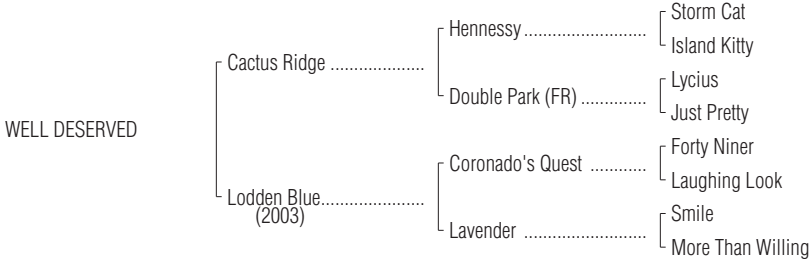 Storm Cat
Hennessy ..........................
Island Kitty
Cactus Ridge ....................
Lycius
Double Park (FR) ..............
Just Pretty
WELL DESERVED
Forty Niner
Coronado's Quest ............
Laughing Look
Lodden Blue......................
(2003)
Smile
Lavender ..........................
More Than Willing